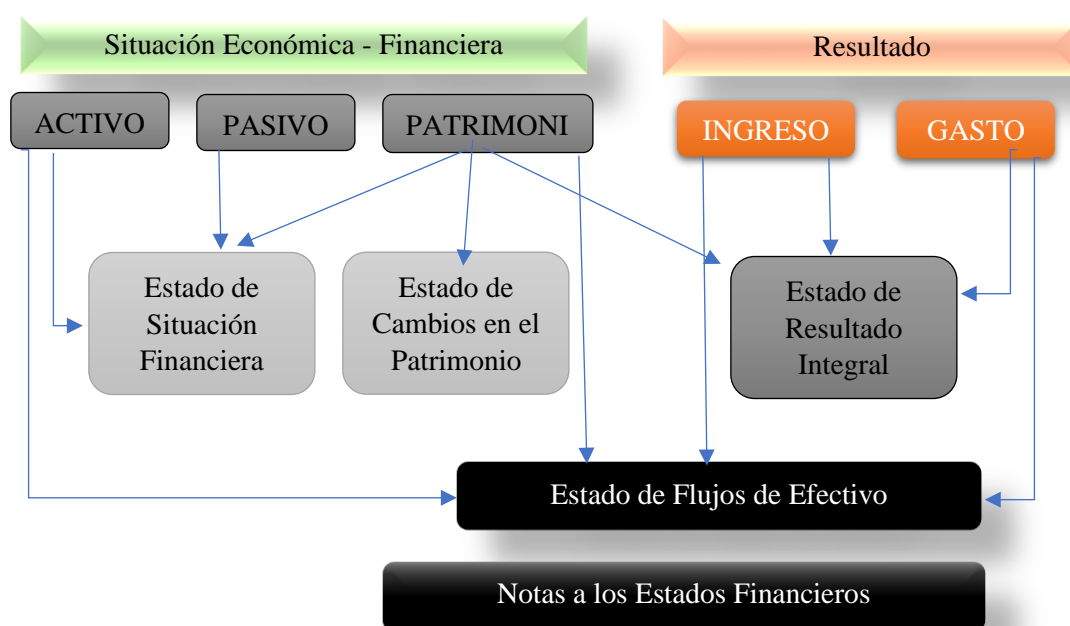 Situación Económica - Financiera
Resultado
ACTIVO
PASIVO
PATRIMONI
INGRESO
GASTO
Estado de
Situación
Financiera
Estado de
Cambios en el
Patrimonio
Estado de
Resultado
Integral
Estado de Flujos de Efectivo
Notas a los Estados Financieros